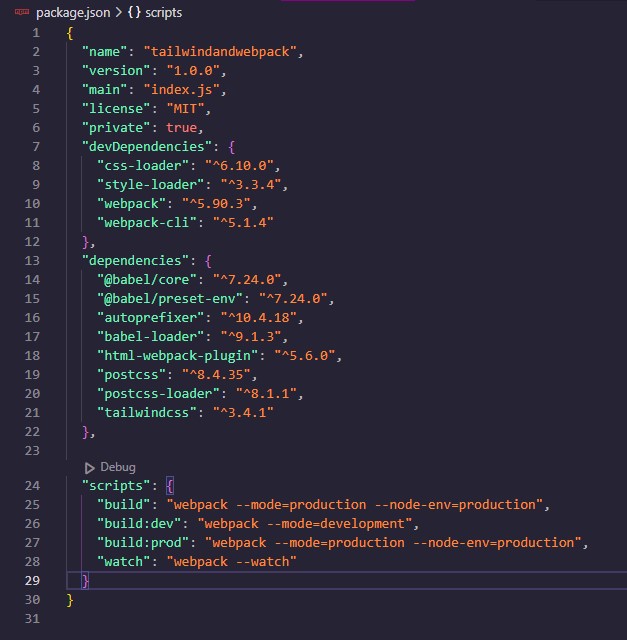 package.json > {} scripts
1 {
2 "name": "tailwindandwebpack",
3 "version": "1.0.0",
4 "main": "index.js",
5 "license": "MIT",
6 "private": true,
7 "devDependencies": {
8 "css-loader": "^6.10.0",
9 "style-loader": "^3.3.4",
10 "webpack": "^5.90.3",
11 "webpack-cli": "^5.1.4"
12 },
13 "dependencies": {
14 "@babel/core": "^7.24.0",
15 "@babel/preset-env": "^7.24.0",
16 "autoprefixer": "^10.4.18",
17 "babel-loader": "^9.1.3",
18 "html-webpack-plugin": "^5.6.0",
19 "postcss": "^8.4.35",
20 "postcss-loader": "^8.1.1",
21 "tailwindcss": "^3.4.1"
22 },
23
Debug
24 "scripts": {
25 "build": "webpack --mode=production --node-env=production",
26 "build:dev": "webpack --mode=development",
27 "build:prod": "webpack --mode=production --node-env=production",
28 "watch": "webpack --watch"
29 }
30 }
31